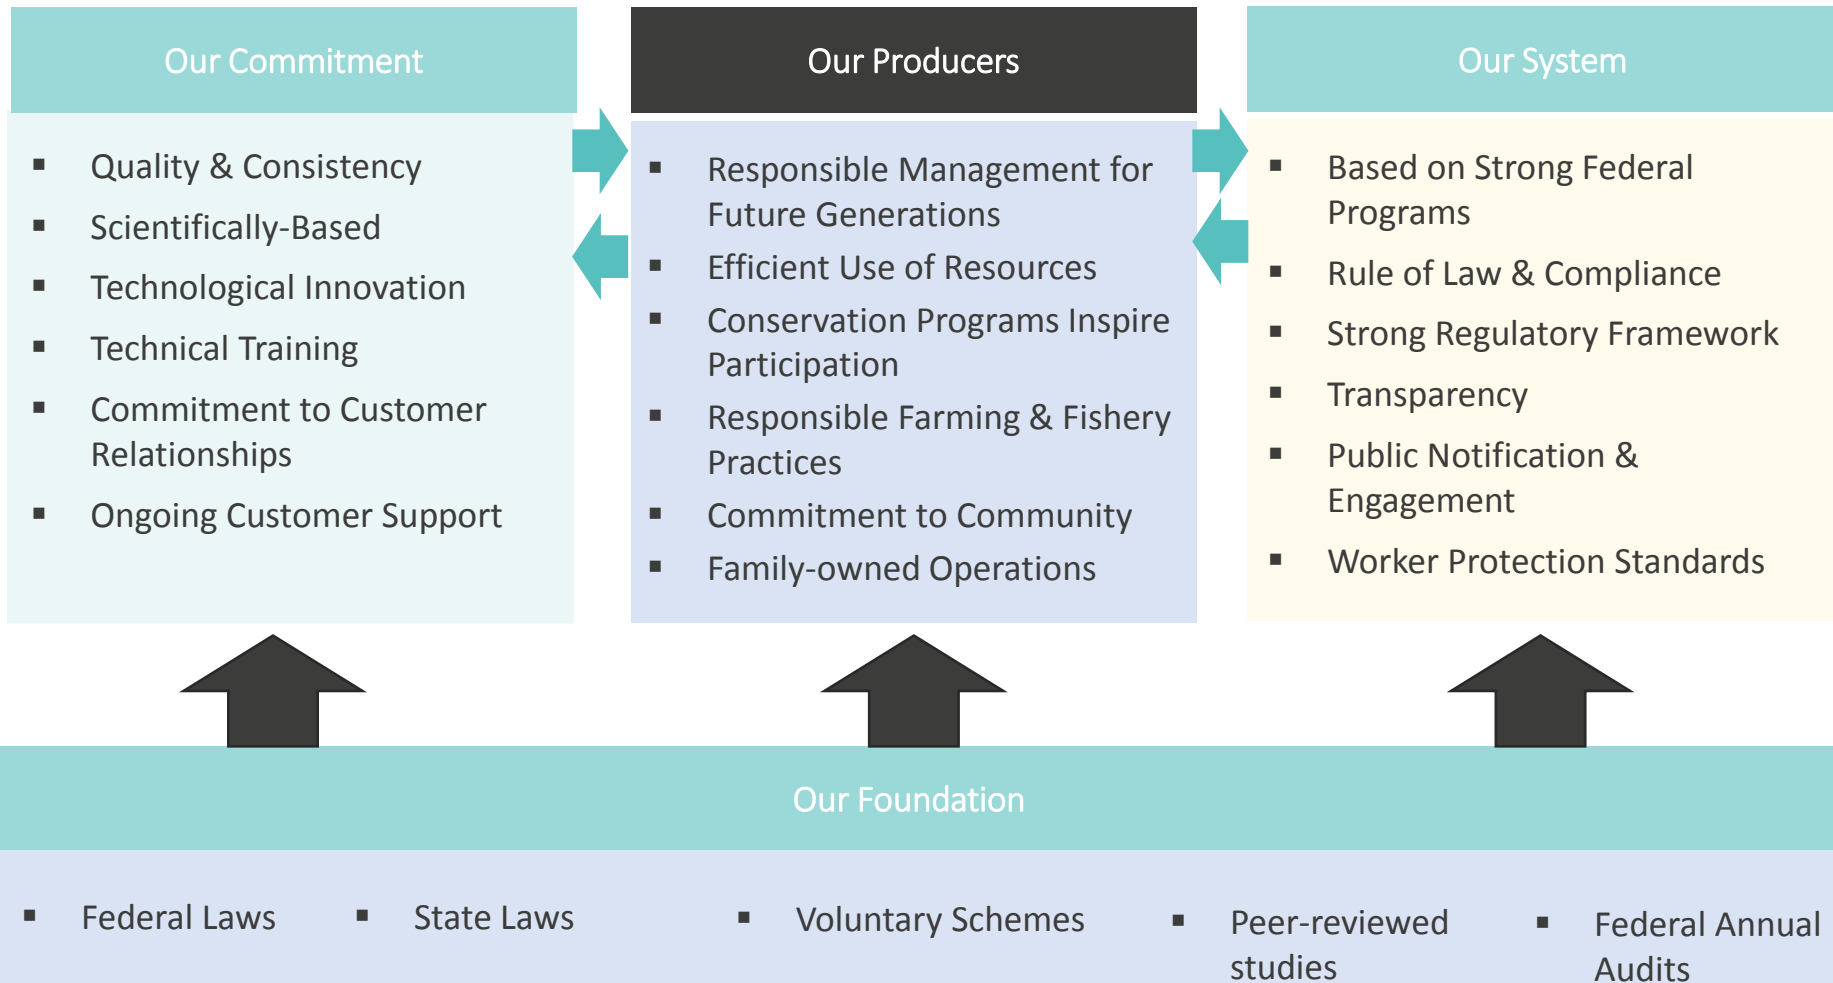 Our Commitment
▪ Quality & Consistency
▪ Scientifically-Based
▪ Technological Innovation
▪ Technical Training
▪ Commitment to Customer
Relationships
▪ Ongoing Customer Support
Our Producers
▪ Responsible Management for
Future Generations
▪ Efficient Use of Resources
▪ Conservation Programs Inspire
Participation
▪ Responsible Farming & Fishery
Practices
▪ Commitment to Community
▪ Family-owned Operations
Our System
▪ Based on Strong Federal
Programs
▪ Rule of Law & Compliance
▪ Strong Regulatory Framework
▪ Transparency
▪ Public Notification &
Engagement
▪ Worker Protection Standards
Our Foundation
▪ Federal Laws
▪ State Laws
▪ Voluntary Schemes
▪ Peer-reviewed
studies
▪ Federal Annual
Audits